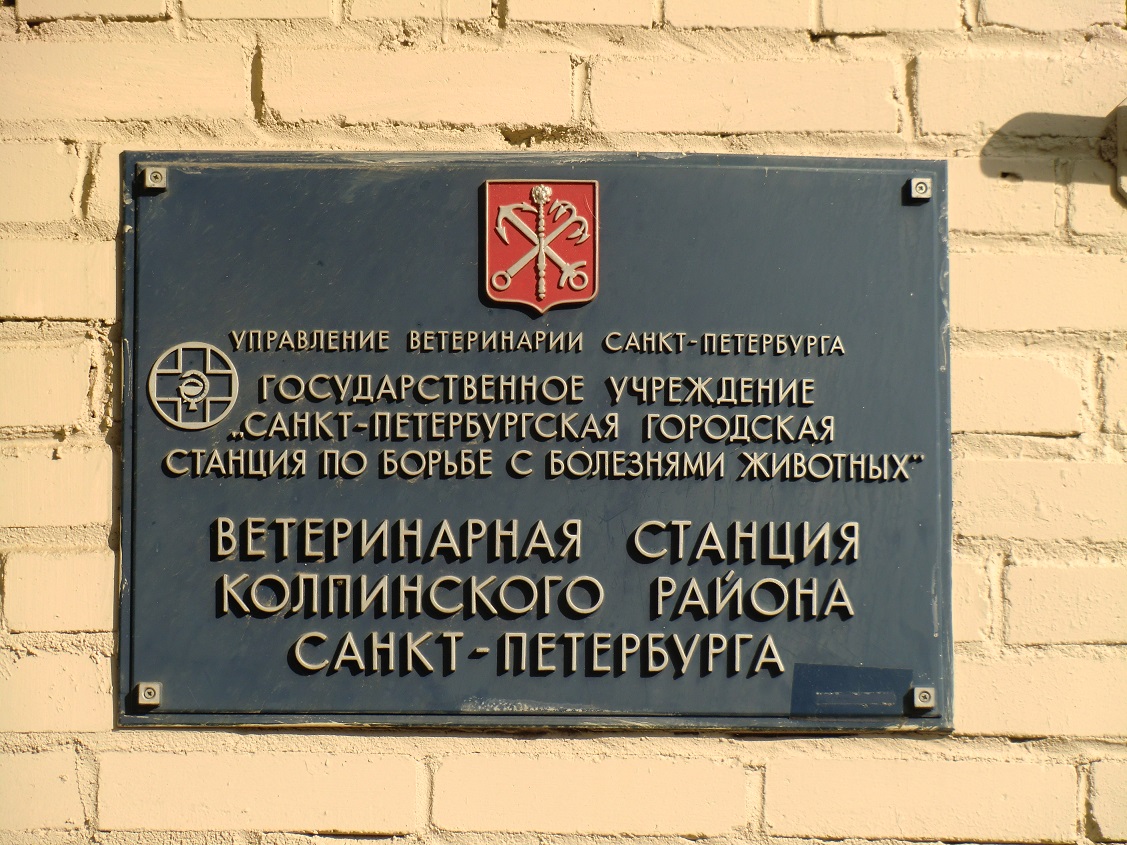 УПРАВЛЕНИЕ ВЕТЕРИНАРИИ САНКТ-ПЕТЕРБУРГА
ГОСУДАРСТВЕННОЕ УЧРЕЖДЕНИЕ
„САНКТ-ПЕТЕРБУРГСКАЯ ГОРОДСКАЯ
СТАНЦИЯ ПО БОРЬБЕ С БОЛЕЗНЯМИ ЖИВОТНЫХ“
ВЕТЕРИНАРНАЯ СТАНЦИЯ
КОЛПИНСКОГО РАЙОНА
САНКТ-ПЕТЕРБУРГА